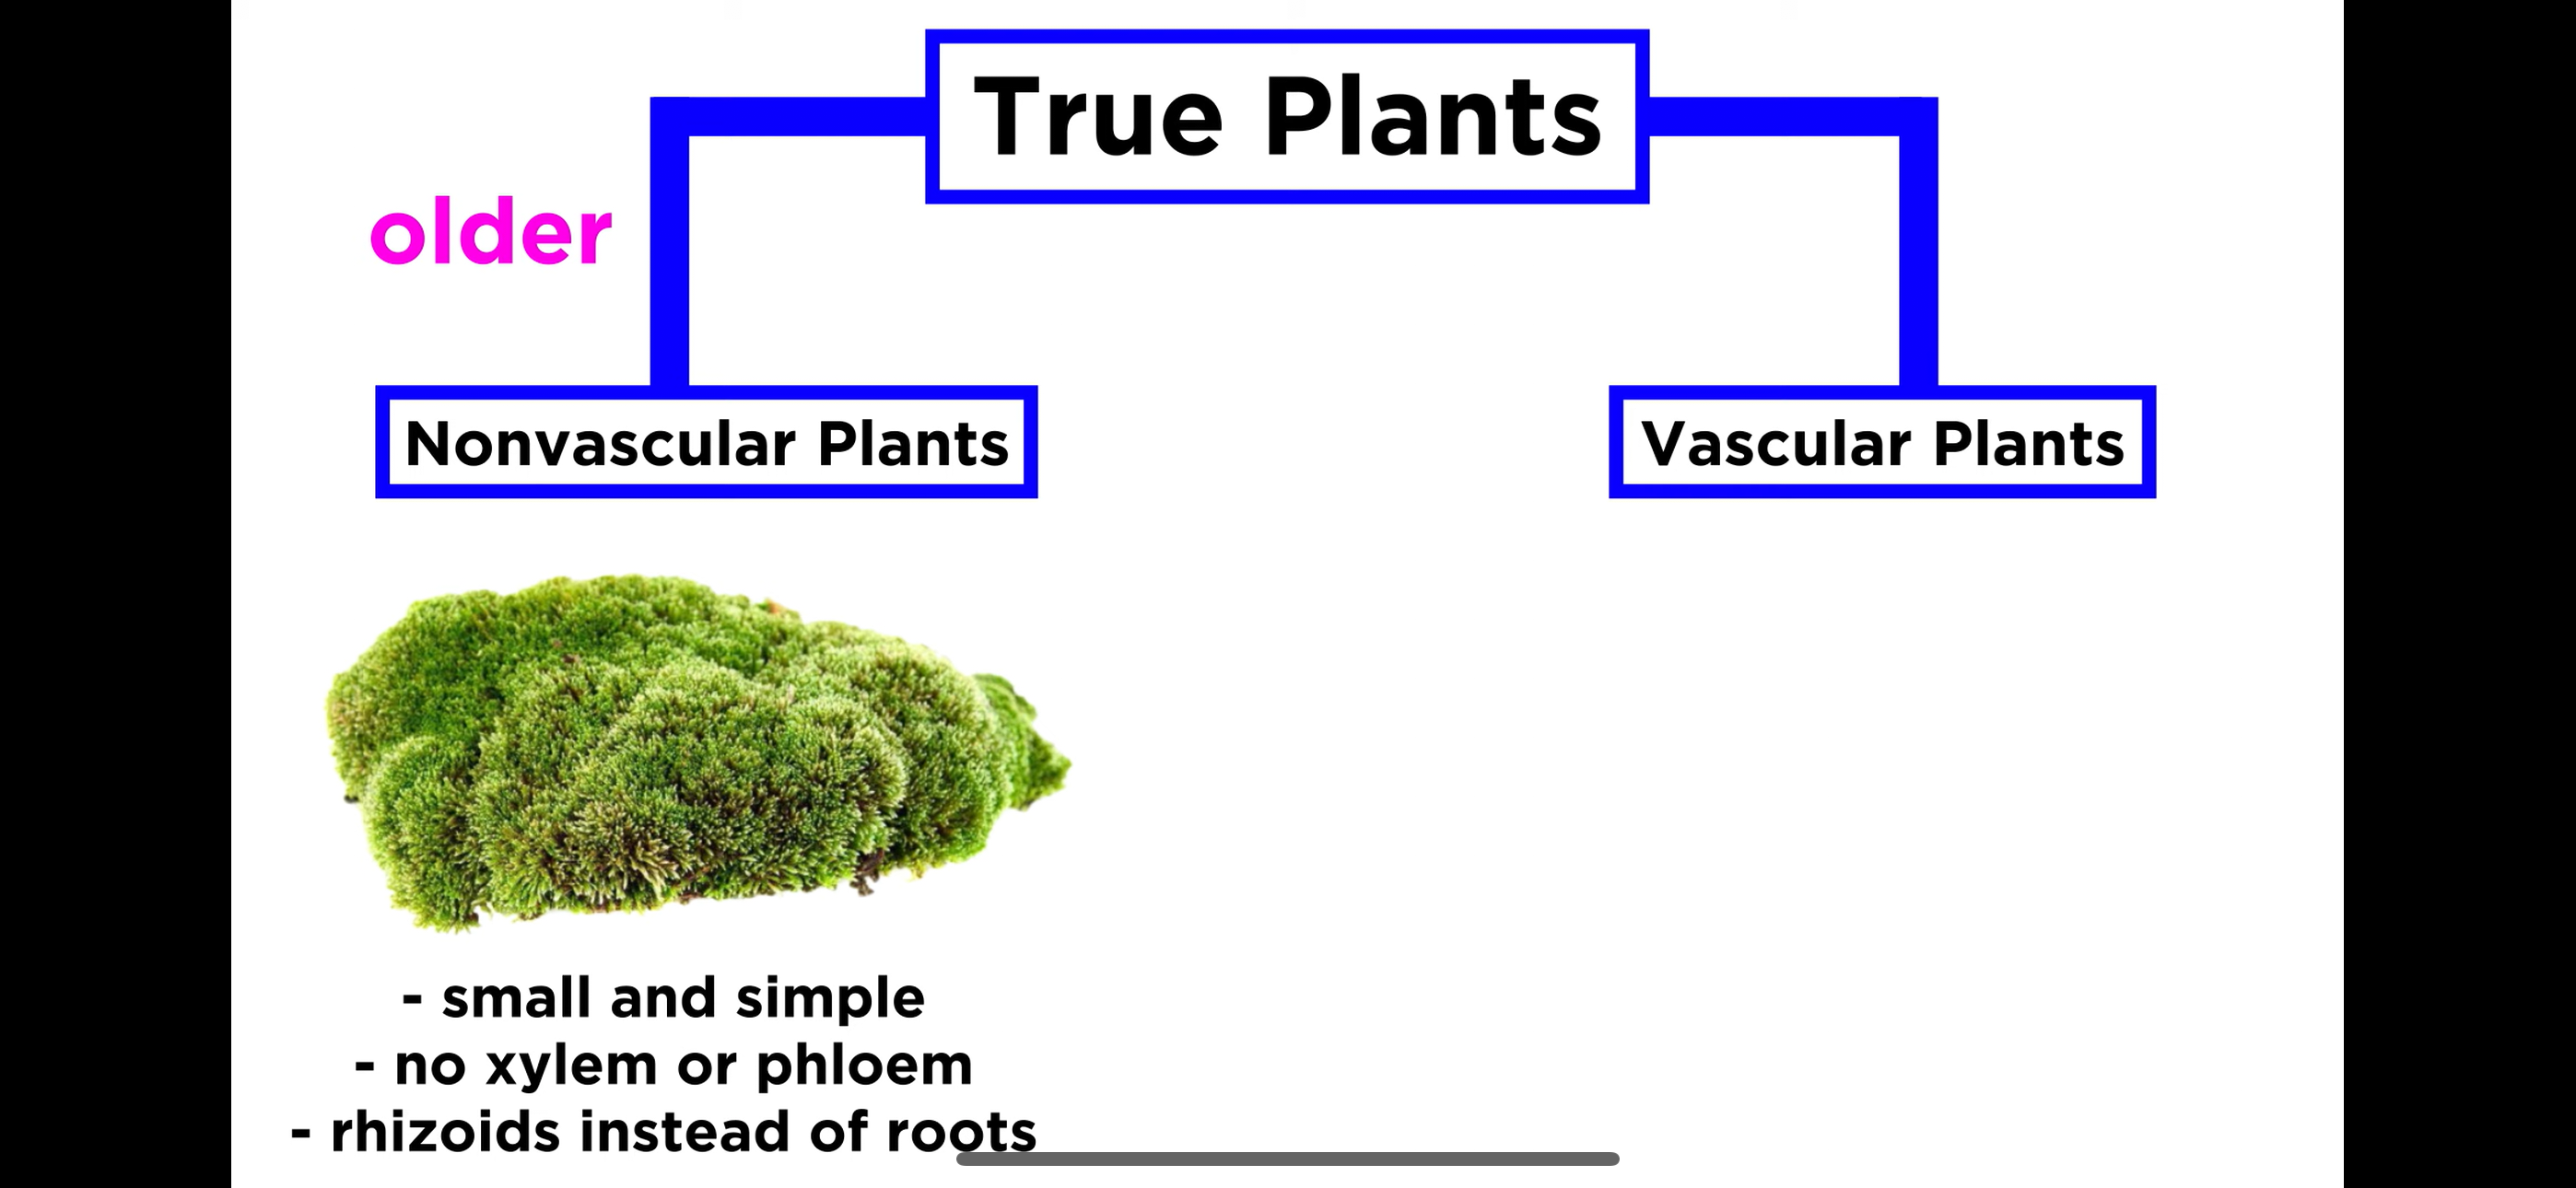 True Plants
older
Nonvascular Plants
Vascular Plants
- small and simple
- no xylem or phloem
- rhizoids instead of roots